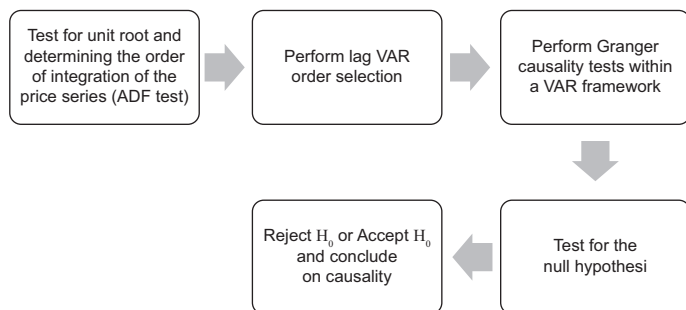 Test for unit root and
determining the order
of integration of the
price series (ADF test)
Perform lag VAR
order selection
Perform Granger
causality tests within
a VAR framework
Test for the
null hypothesi
Reject H₀ or Accept H₀
and conclude
on causality